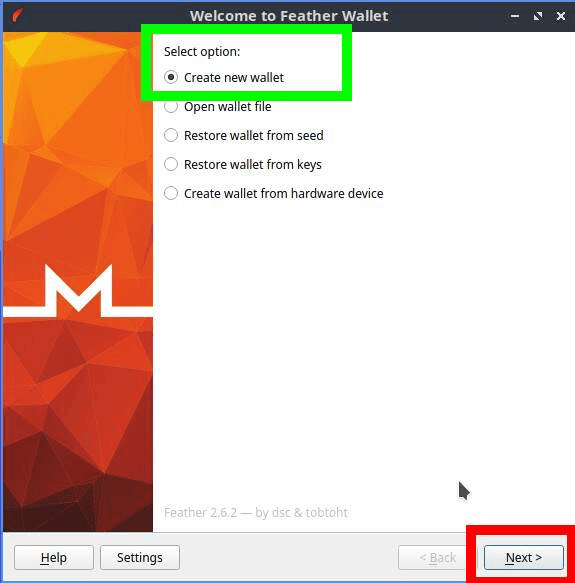 Welcome to Feather Wallet
Select option:
Create new wallet
Open wallet file
Restore wallet from seed
Restore wallet from keys
Create wallet from hardware device
Feather 2.6.2 — by dsc & tobtoht
Help Settings < Back Next >